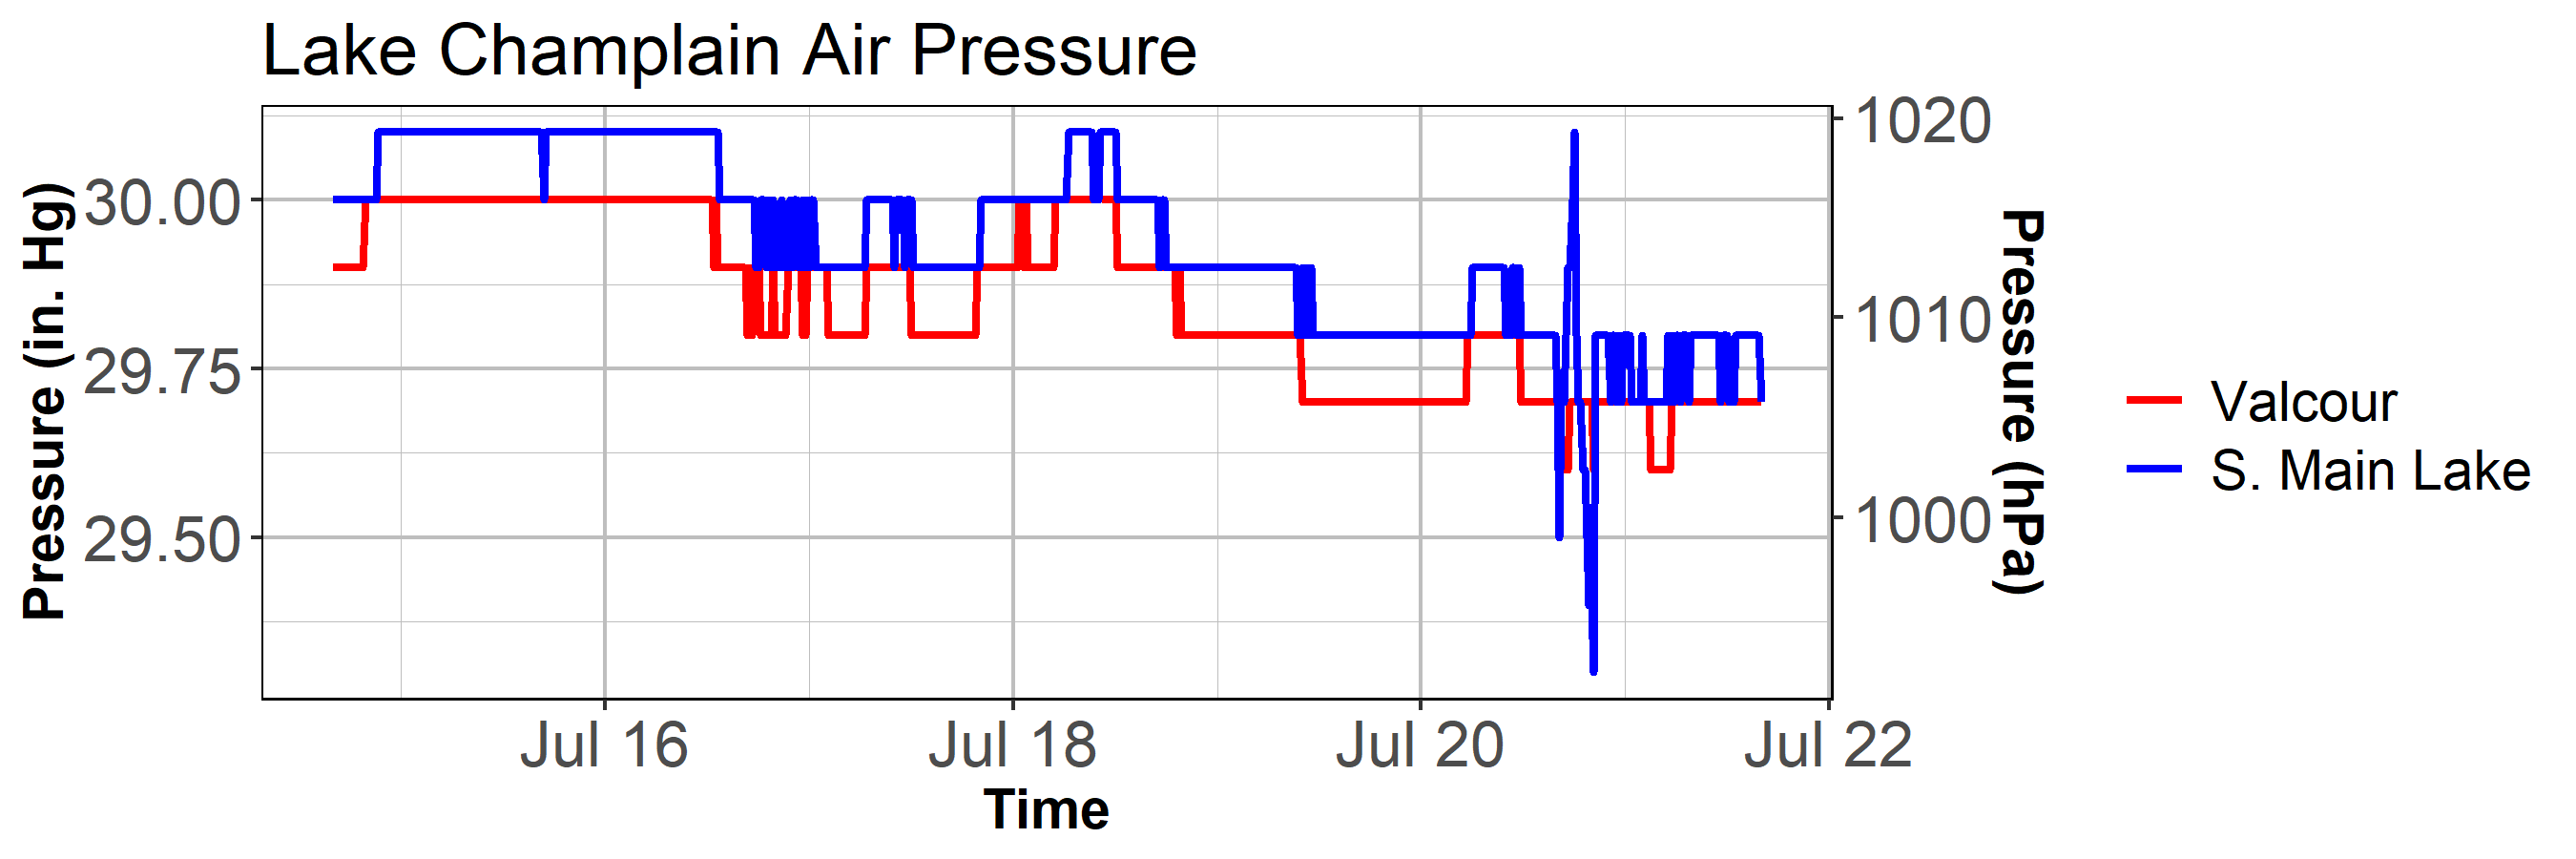 Lake Champlain Air Pressure
Pressure (in. Hg)
30.00
29.75
29.50
1020
1010
1000
Pressure (hPa)
Jul 16
Jul 18
Jul 20
Jul 22
Time
Valcour
S. Main Lake